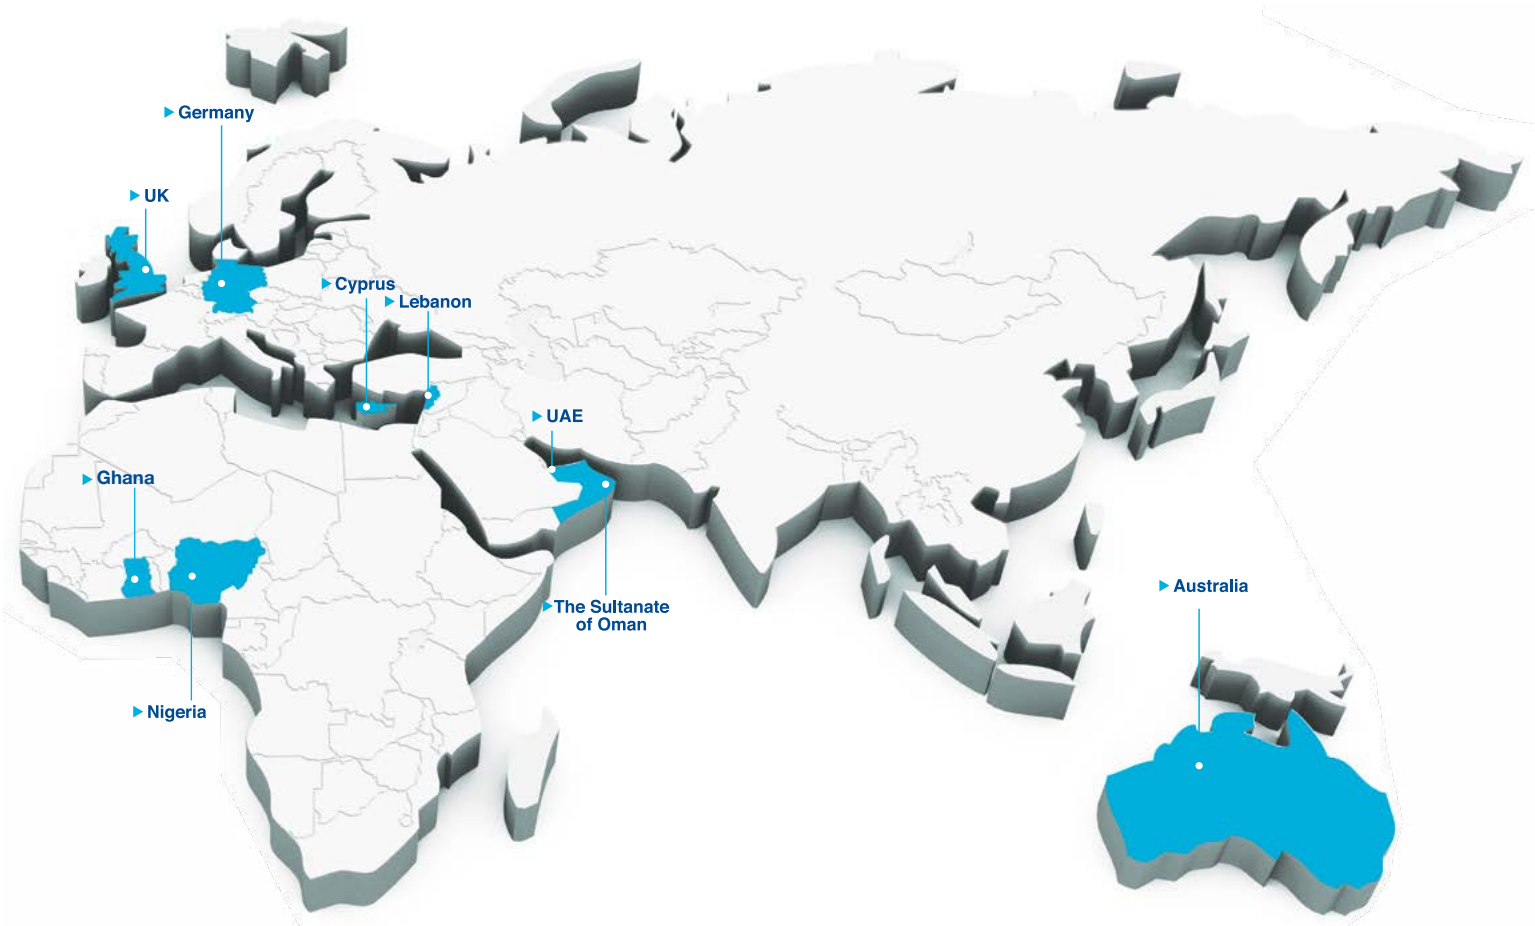 Germany
UK
Cyprus
Lebanon
UAE
Ghana
Australia
The Sultanate
of Oman
Nigeria